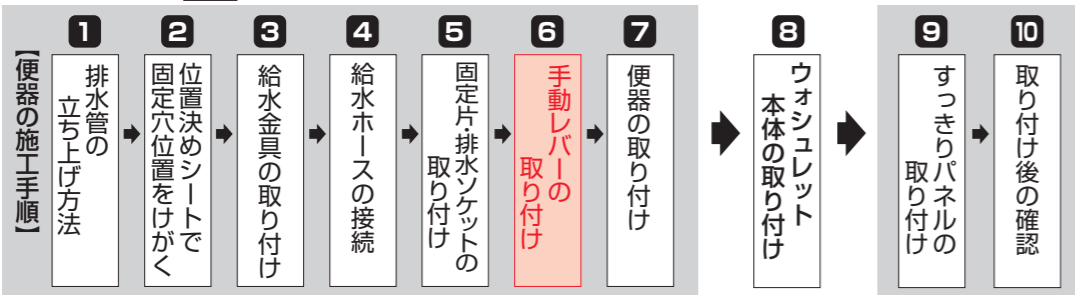 【便器の施工手順】
1
排水管の
立ち上げ方法
2
位置決めシートで
固定穴位置をけがく
3
給水金具の取り付け
4
給水ホースの接続
5
固定片・排水ソケットの
取り付け
6
手動レバーの
取り付け
7
便器の取り付け
8
ウォシュレット
本体の取り付け
9
すっきりパネルの
取り付け
10
取り付け後の確認